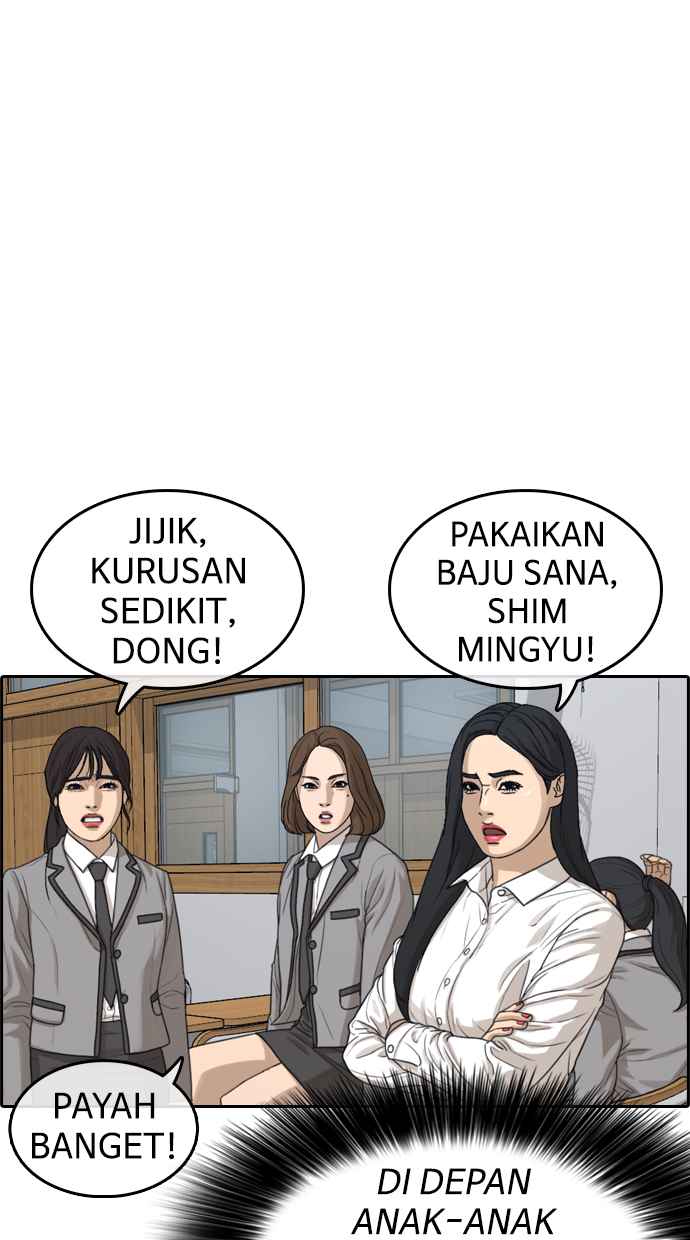 JIJIK,
KURUSAN
SEDIKIT,
DONG!
PAKAIKAN
BAJU SANA,
SHIM
MINGYU!
PAYAH
BANGET!
DI DEPAN
ANAK-ANAK